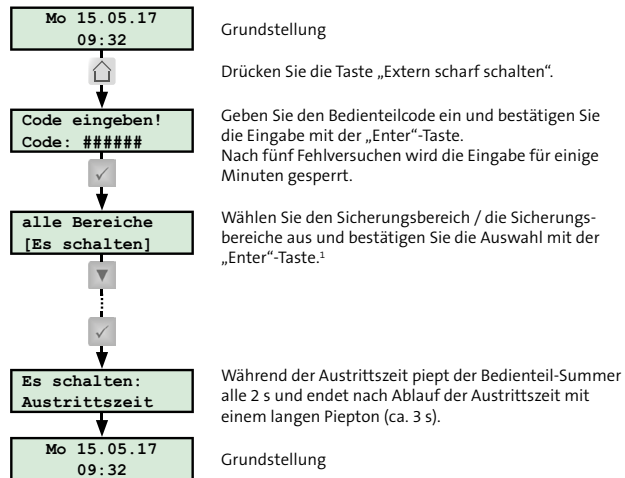 Mo 15.05.17
09:32
Grundstellung
Drücken Sie die Taste „Extern scharf schalten“.
Code eingeben!
Code: ######
Geben Sie den Bedienteilcode ein und bestätigen Sie
die Eingabe mit der „Enter“-Taste.
Nach fünf Fehlversuchen wird die Eingabe für einige
Minuten gesperrt.
alle Bereiche
[Es schalten]
Wählen Sie den Sicherungsbereich / die Sicherungs-
bereiche aus und bestätigen Sie die Auswahl mit der
„Enter“-Taste.¹
Es schalten:
Austrittszeit
Während der Austrittszeit piept der Bedienteil-Summer
alle 2 s und endet nach Ablauf der Austrittszeit mit
einem langen Piepton (ca. 3 s).
Mo 15.05.17
09:32
Grundstellung